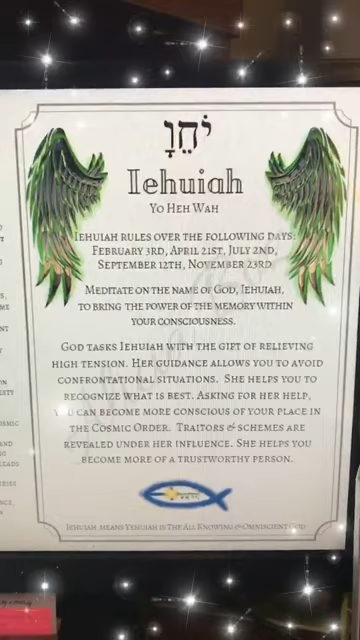 יֹהֵוָ
Iehuiah
Yo Heh Wah
Iehuiah rules over the following days:
February 3rd, April 21st, July 2nd,
September 12th, November 23rd
Meditate on the name of God, Iehuiah,
to bring the power of the memory within
your consciousness.
God tasks Iehuiah with the gift of relieving
high tension. Her guidance allows you to avoid
confrontational situations. She helps you to
recognize what is best. Asking for her help,
you can become more conscious of your place in
the Cosmic Order. Traitors & schemes are
revealed under her influence. She helps you
become more of a trustworthy person.
Iehuiah means Yehuiah is The All Knowing & Omniscient God